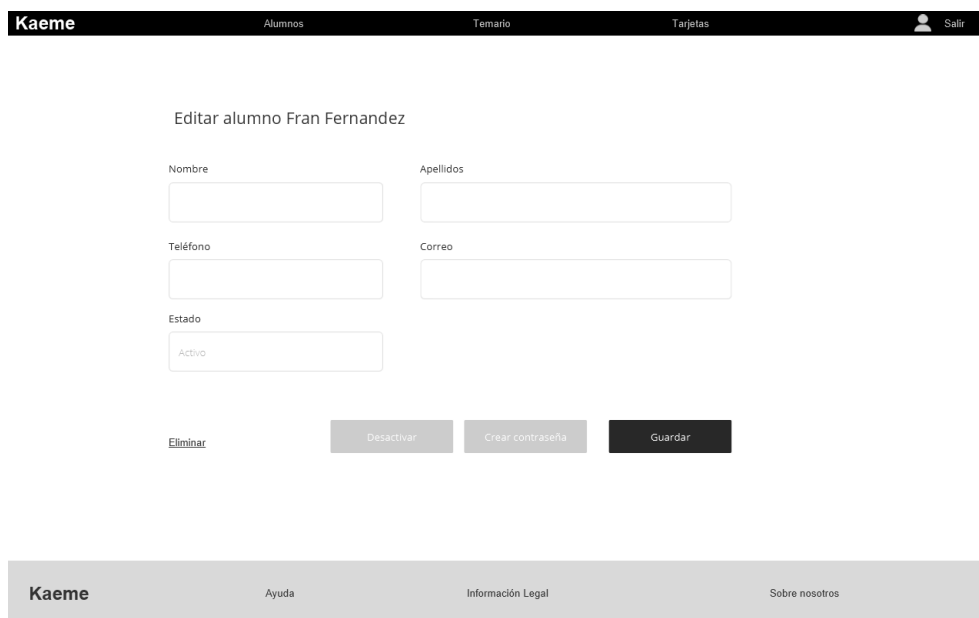 Kaeme Alumnos Temario Tarjetas Salir
Editar alumno Fran Fernandez
Nombre Apellidos
Teléfono Correo
Estado
Activo
Eliminar Desactivar Crear contraseña Guardar
Kaeme Ayuda Información Legal Sobre nosotros